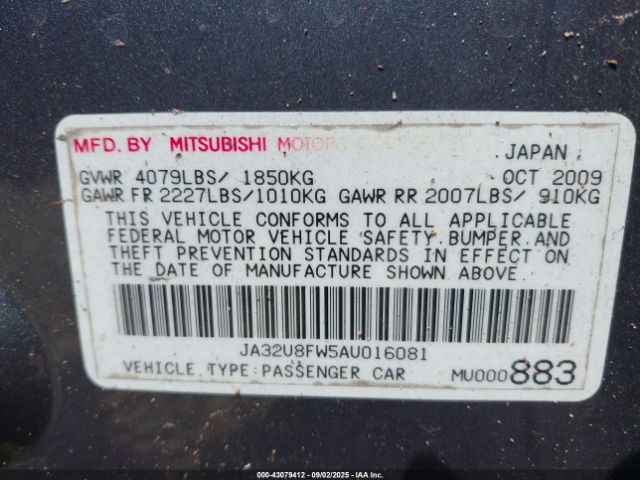 MFD. BY MITSUBISHI MOTORS CORPORATION JAPAN
GVWR 4079LBS/ 1850KG OCT 2009
GAWR FR 2227LBS/1010KG GAWR RR 2007LBS/ 910KG
THIS VEHICLE CONFORMS TO ALL APPLICABLE
FEDERAL MOTOR VEHICLE SAFETY, BUMPER AND
THEFT PREVENTION STANDARDS IN EFFECT ON
THE DATE OF MANUFACTURE SHOWN ABOVE.
JA32U8FW5AU016081
VEHICLE TYPE:PASSENGER CAR MU000883
00-43079412 - 09/02/2025 - IAA Inc.